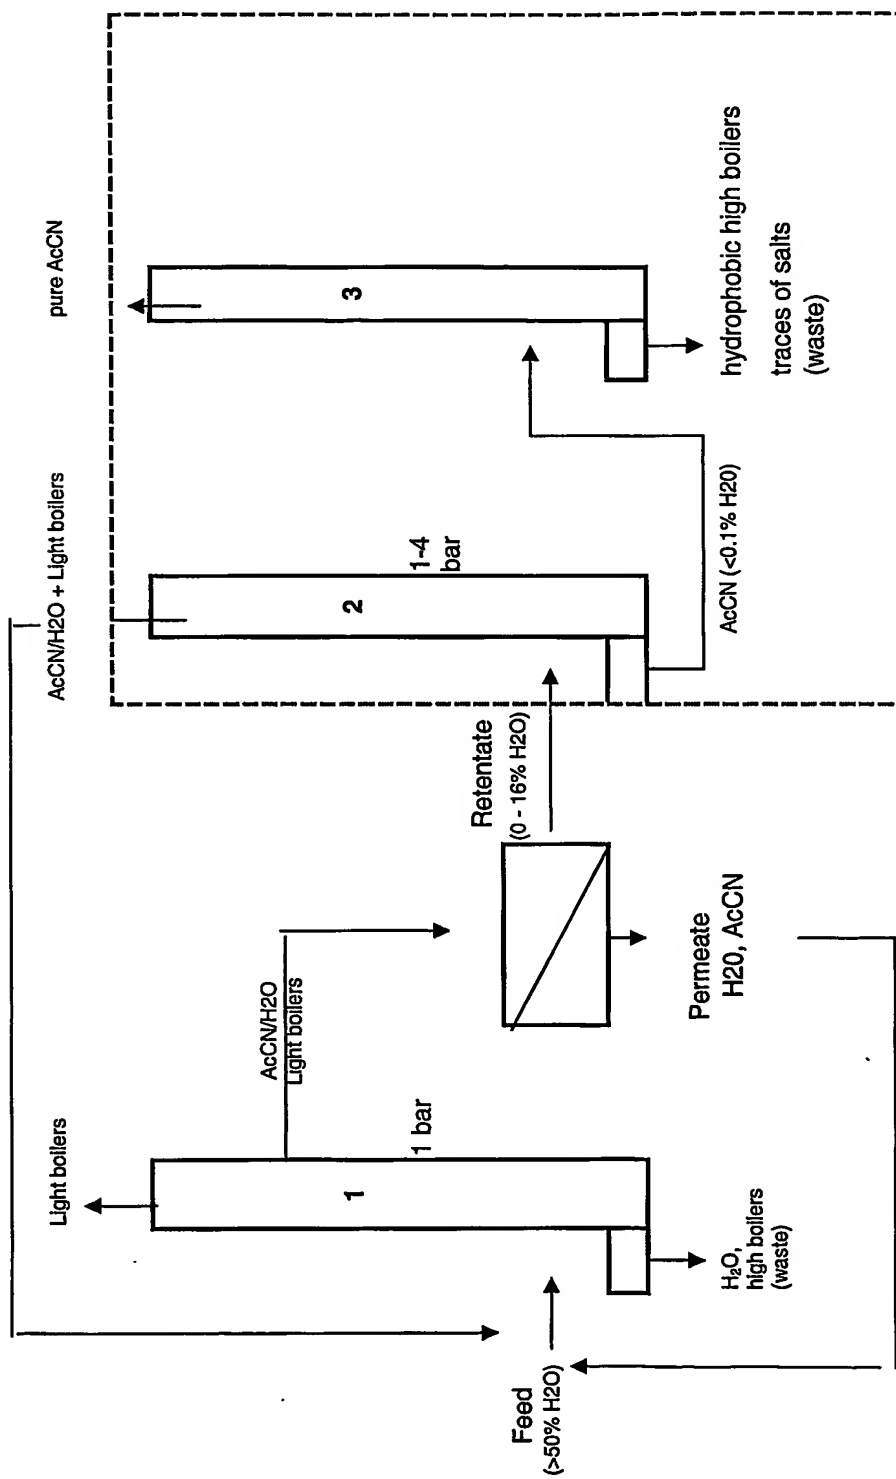 Light boilers
AcCN/H2O + Light boilers
pure AcCN
AcCN/H2O
Light boilers
1
2
3
1 bar
1-4
bar
Feed
(>50% H2O)
Retentate
(0 - 16% H2O)
H₂O,
high boilers
(waste)
Permeate
H20, AcCN
AcCN (<0.1% H20)
hydrophobic high boilers
traces of salts
(waste)